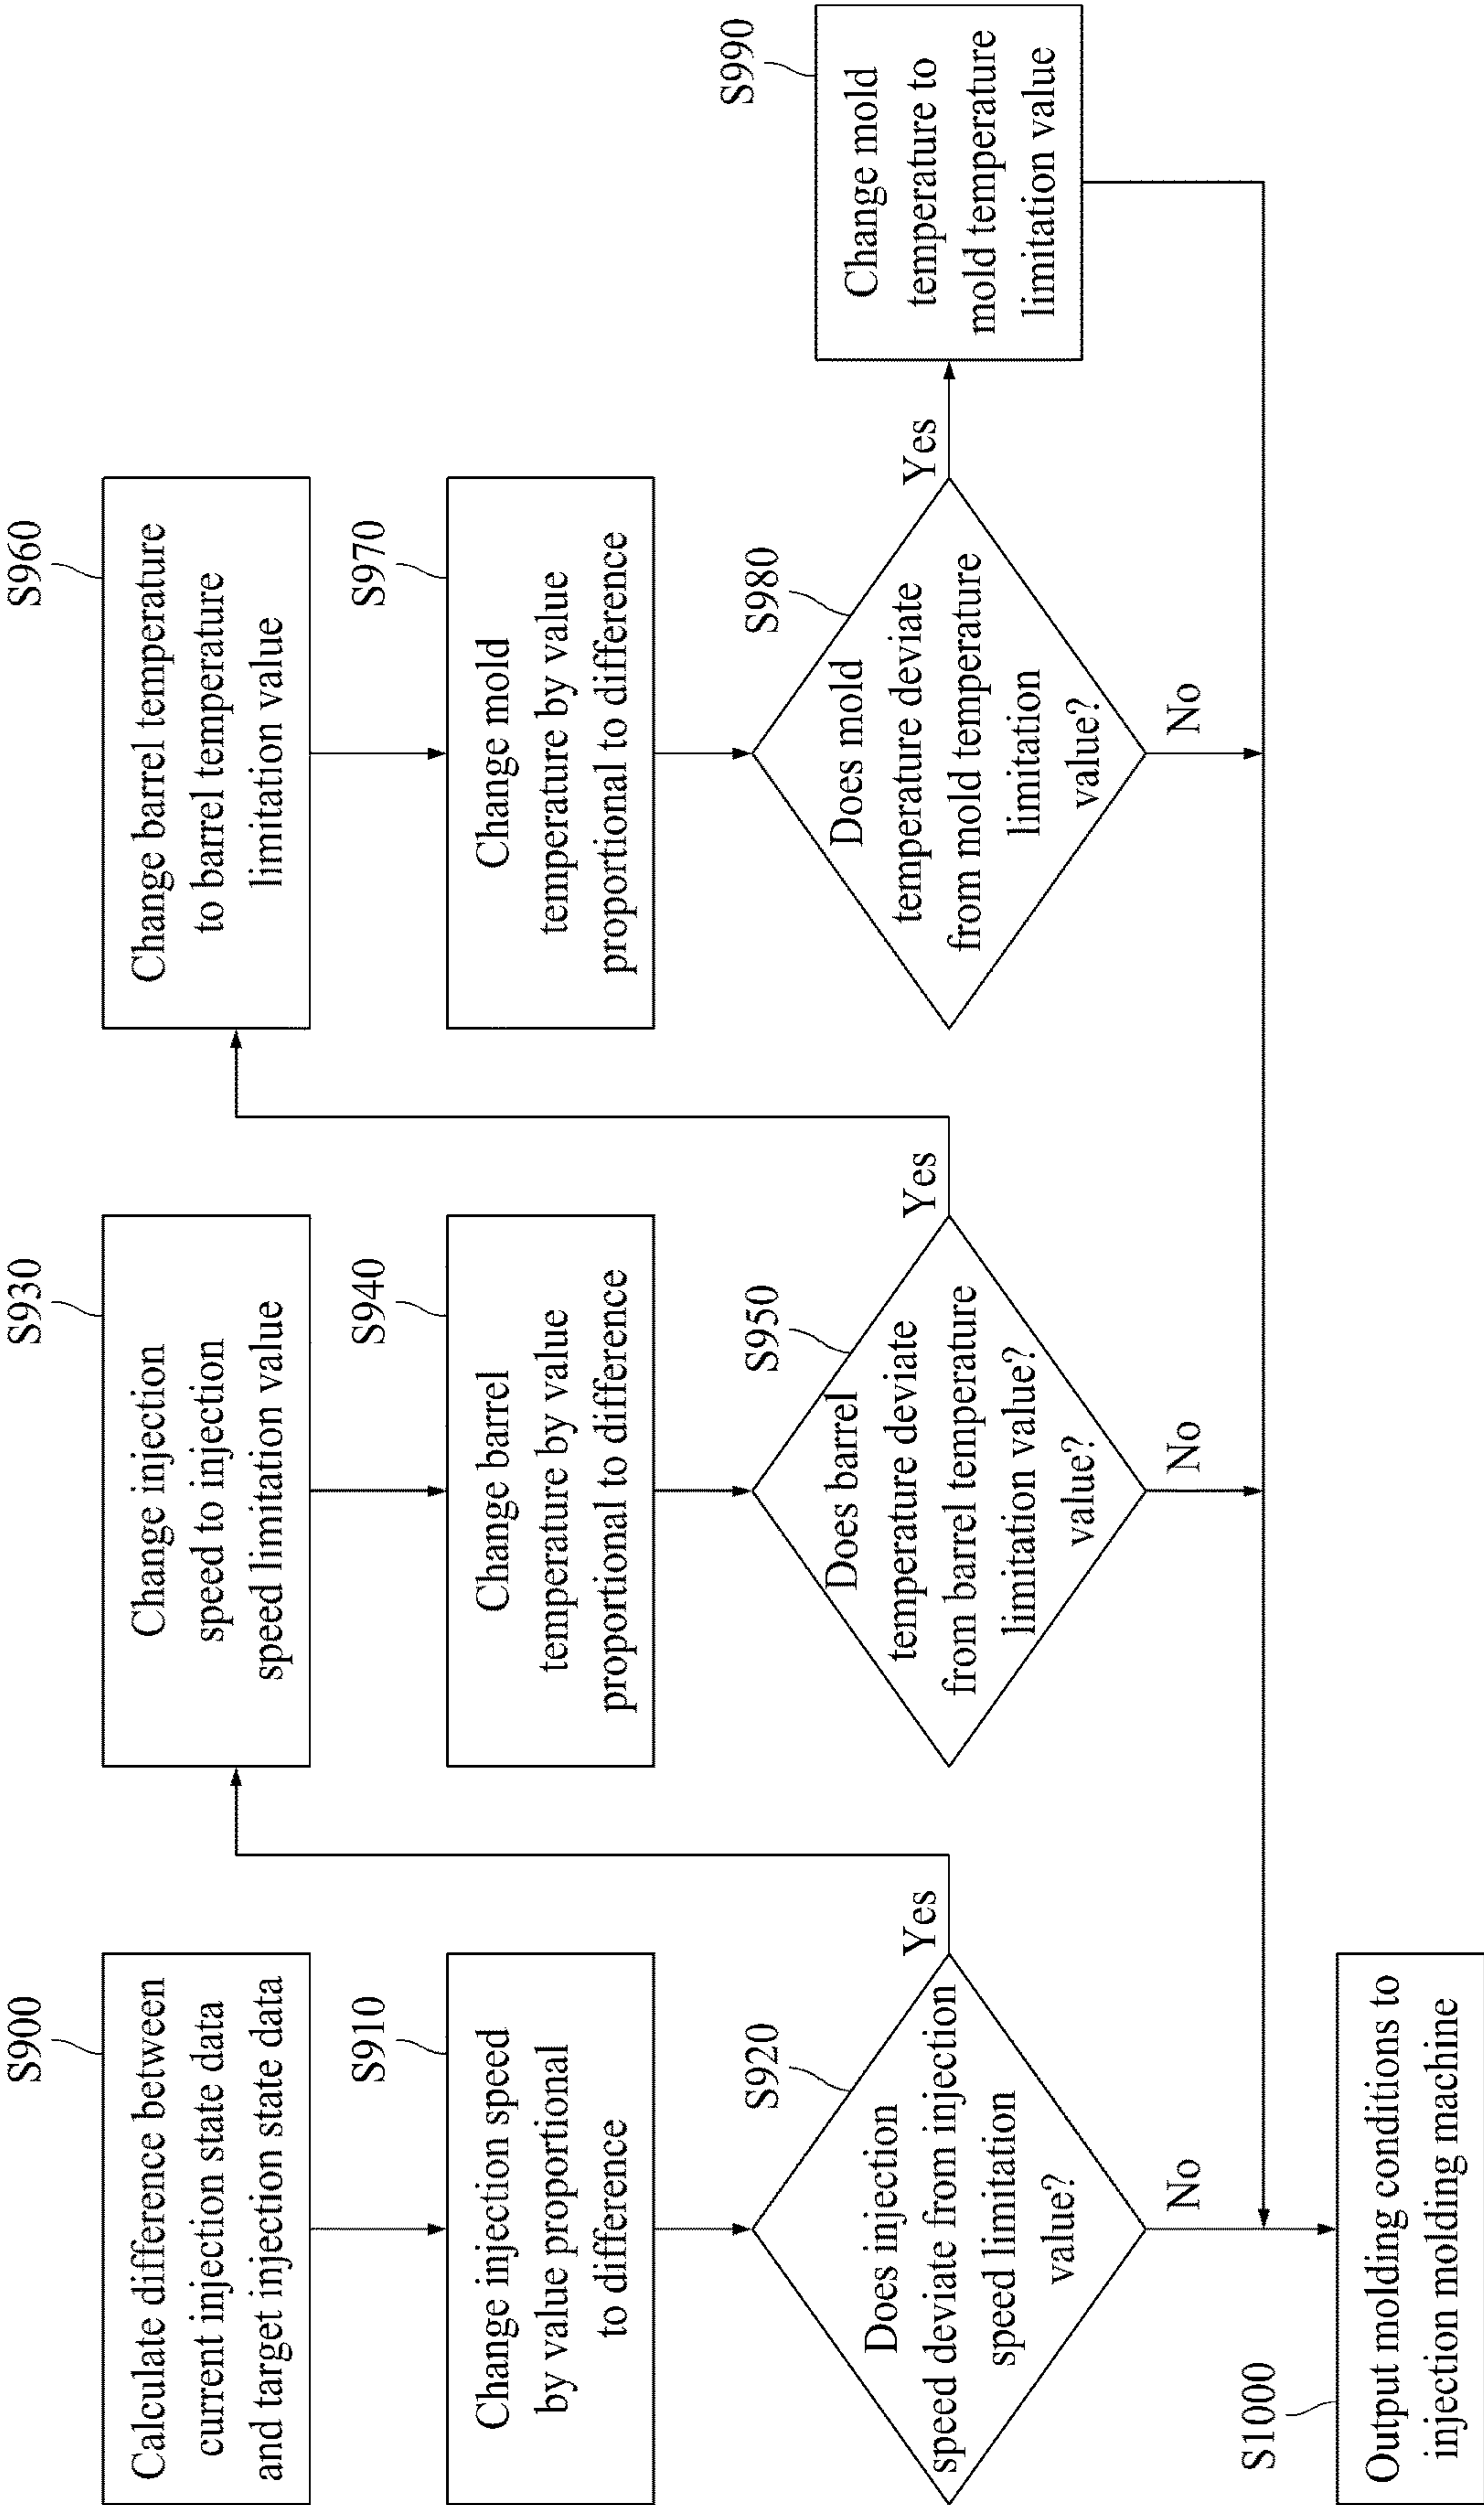 S900
Calculate difference between
current injection state data
and target injection state data
S910
Change injection speed
by value proportional
to difference
S920
Does injection
speed deviate from injection
speed limitation
value?
Yes
No
S930
Change injection
speed to injection
speed limitation value
S940
Change barrel
temperature by value
proportional to difference
S950
Does barrel
temperature deviate
from barrel temperature
limitation value?
value?
Yes
No
S960
Change barrel temperature
to barrel temperature
limitation value
S970
Change mold
temperature by value
proportional to difference
S980
Does mold
temperature deviate
from mold temperature
limitation
value?
Yes
No
S990
Change mold
temperature to
mold temperature
limitation value
S1000
Output molding conditions to
injection molding machine